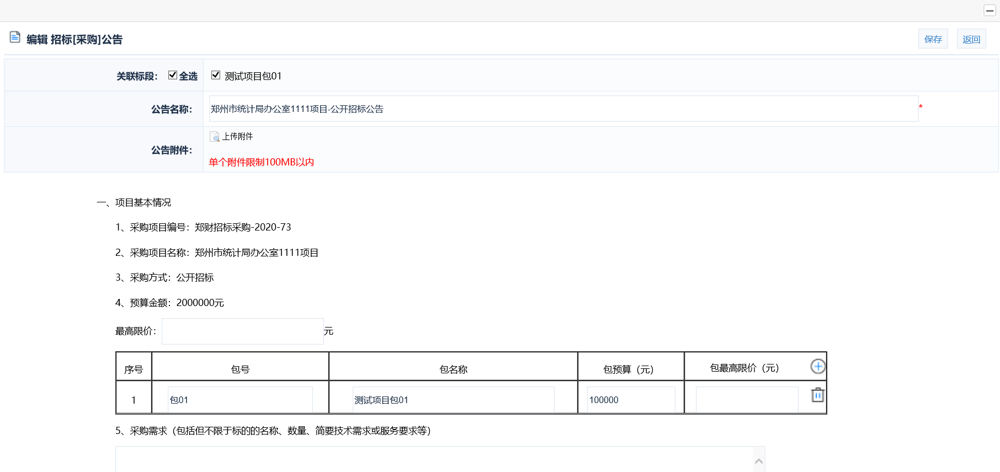 编辑 招标[采购]公告
保存 返回
关联标段： 全选 测试项目包01
公告名称： 郑州市统计局办公室1111项目-公开招标公告 *
上传附件
公告附件：
单个附件限制100MB以内
一、项目基本情况
1、采购项目编号：郑财招标采购-2020-73
2、采购项目名称：郑州市统计局办公室1111项目
3、采购方式：公开招标
4、预算金额：2000000元
最高限价： 元
序号 包号 包名称 包预算（元） 包最高限价（元）
1 包01 测试项目包01 100000
5、采购需求（包括但不限于标的的名称、数量、简要技术需求或服务要求等）